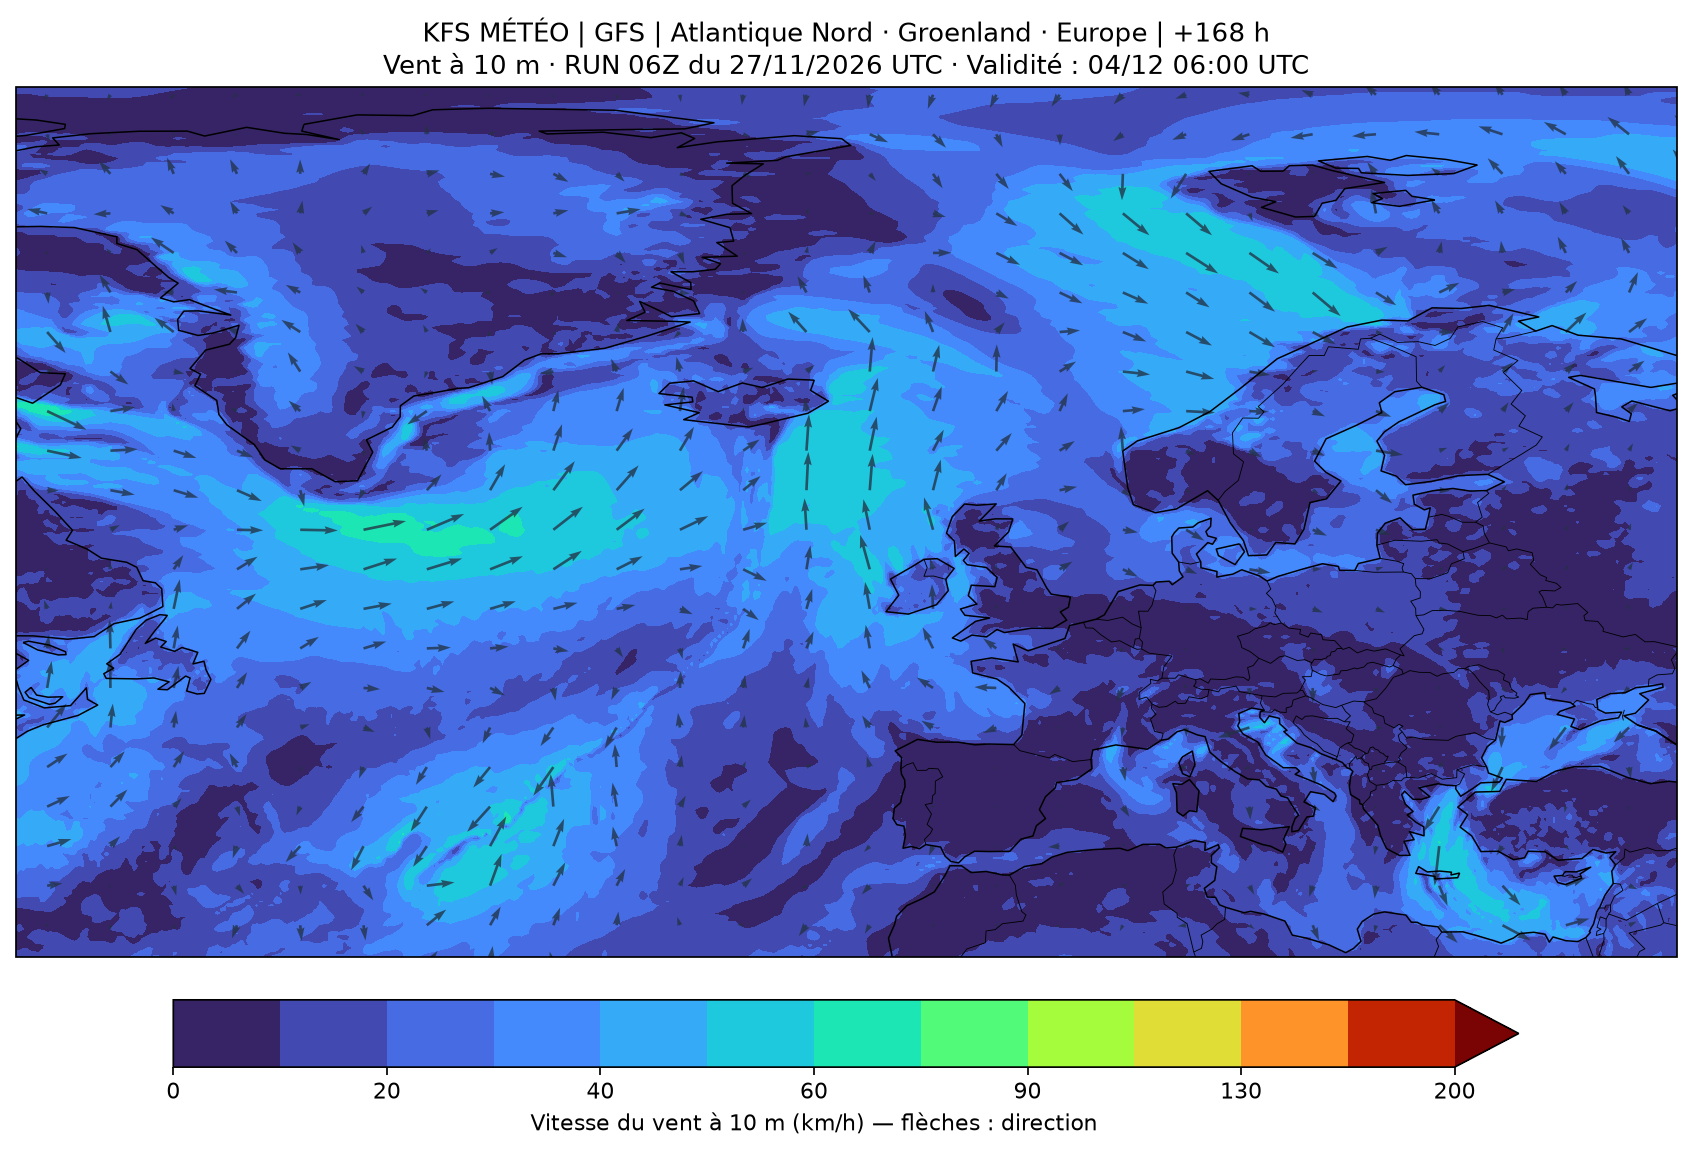 KFS MÉTÉO | GFS | Atlantique Nord · Groenland · Europe | +168 h
Vent à 10 m · RUN 06Z du 27/11/2026 UTC · Validité : 04/12 06:00 UTC
0 20 40 60 90 130 200
Vitesse du vent à 10 m (km/h) — flèches : direction